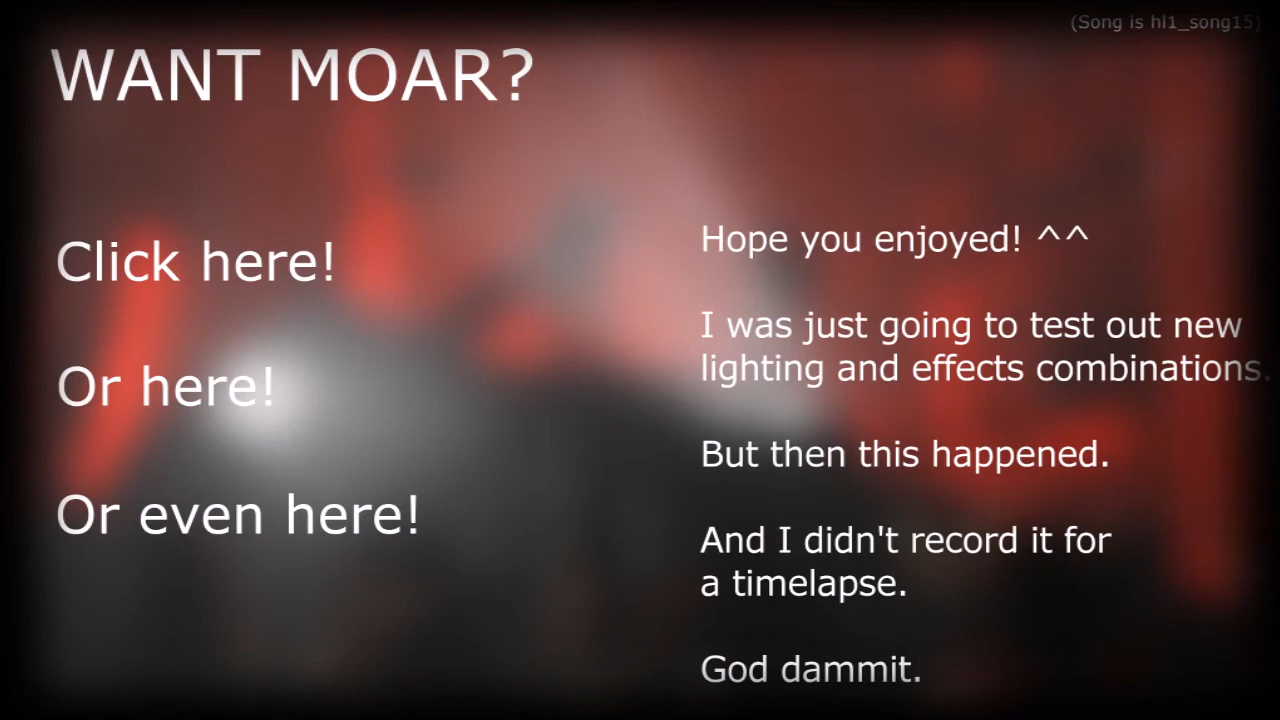 (Song is hl1_song15)
WANT MOAR?
Click here!
Or here!
Or even here!
Hope you enjoyed! ^^
I was just going to test out new
lighting and effects combinations.
But then this happened.
And I didn't record it for
a timelapse.
God dammit.